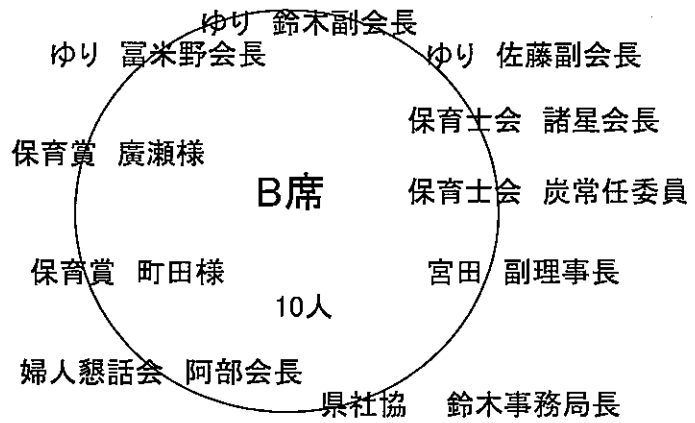 ゆり 鈴木副会長
ゆり 冨米野会長
ゆり 佐藤副会長
保育士会 諸星会長
保育賞 廣瀬様
B席
保育士会 炭常任委員
保育賞 町田様
宮田 副理事長
10人
婦人懇話会 阿部会長
県社協 鈴木事務局長